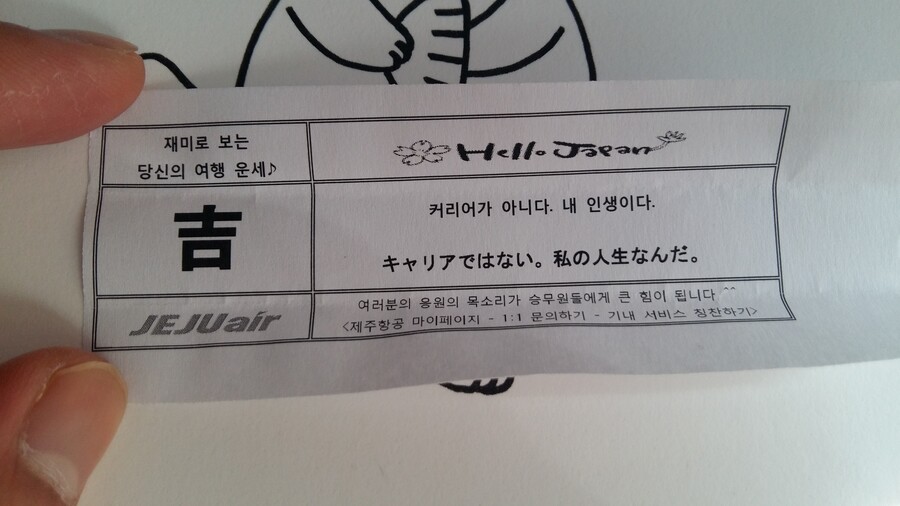 재미로 보는
당신의 여행 운세♪
Hello Japan
吉
커리어가 아니다. 내 인생이다.
キャリアではない。私の人生なんだ。
JEJUair
여러분의 응원의 목소리가 승무원들에게 큰 힘이 됩니다 ^^
<제주항공 마이페이지 - 1:1 문의하기 - 기내 서비스 칭찬하기>